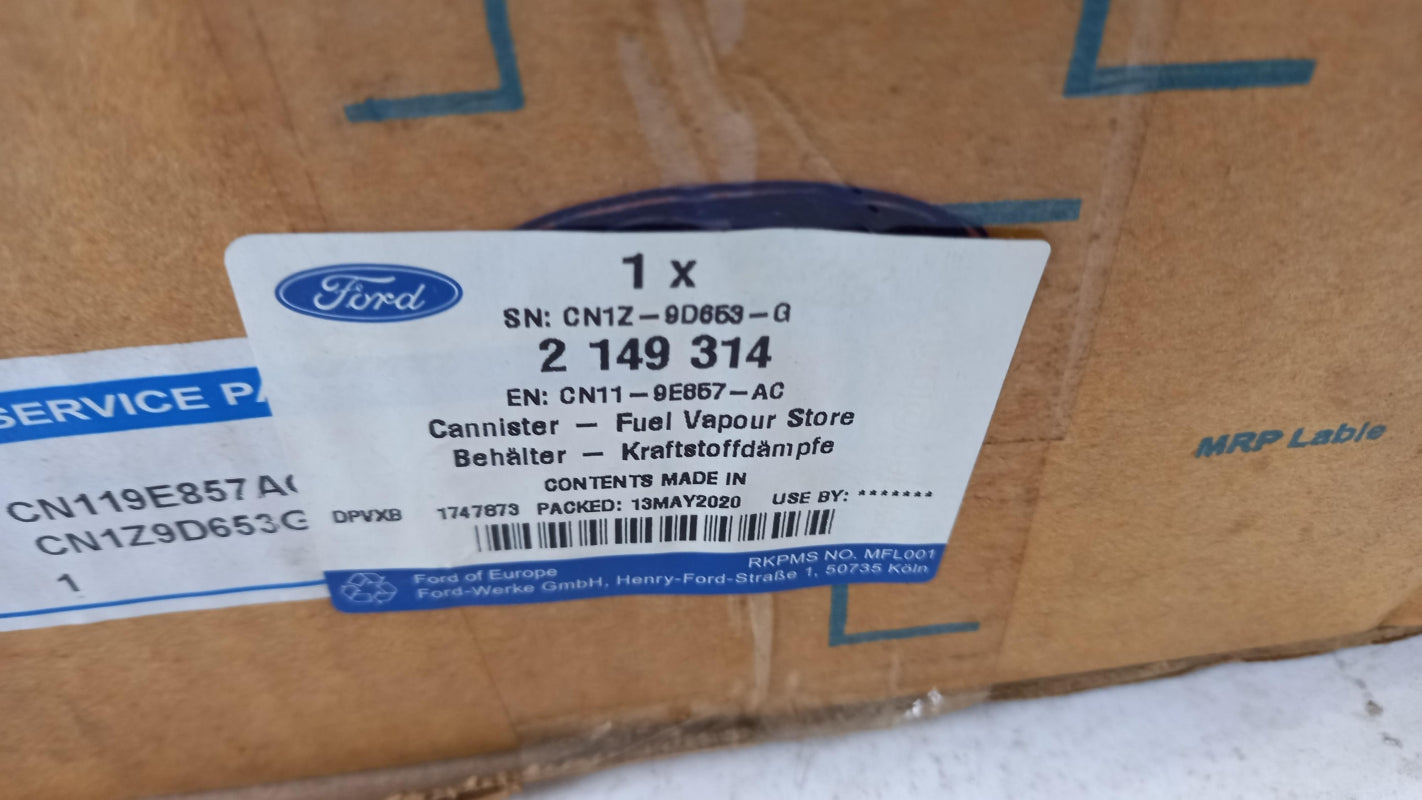 Ford
1 x
SN: CN1Z-9D653-G
2 149 314
EN: CN11-9E857-AC
Cannister - Fuel Vapour Store
Behälter - Kraftstoffdämpfe
CONTENTS MADE IN
DPVXB 1747873 PACKED: 13MAY2020 USE BY: *******
RKPMS NO. MFL001
Ford of Europe
Ford-Werke GmbH, Henry-Ford-Straße 1, 50735 Köln
SERVICE PA
CN119E857AC
CN1Z9D653G
1
MRP Lable